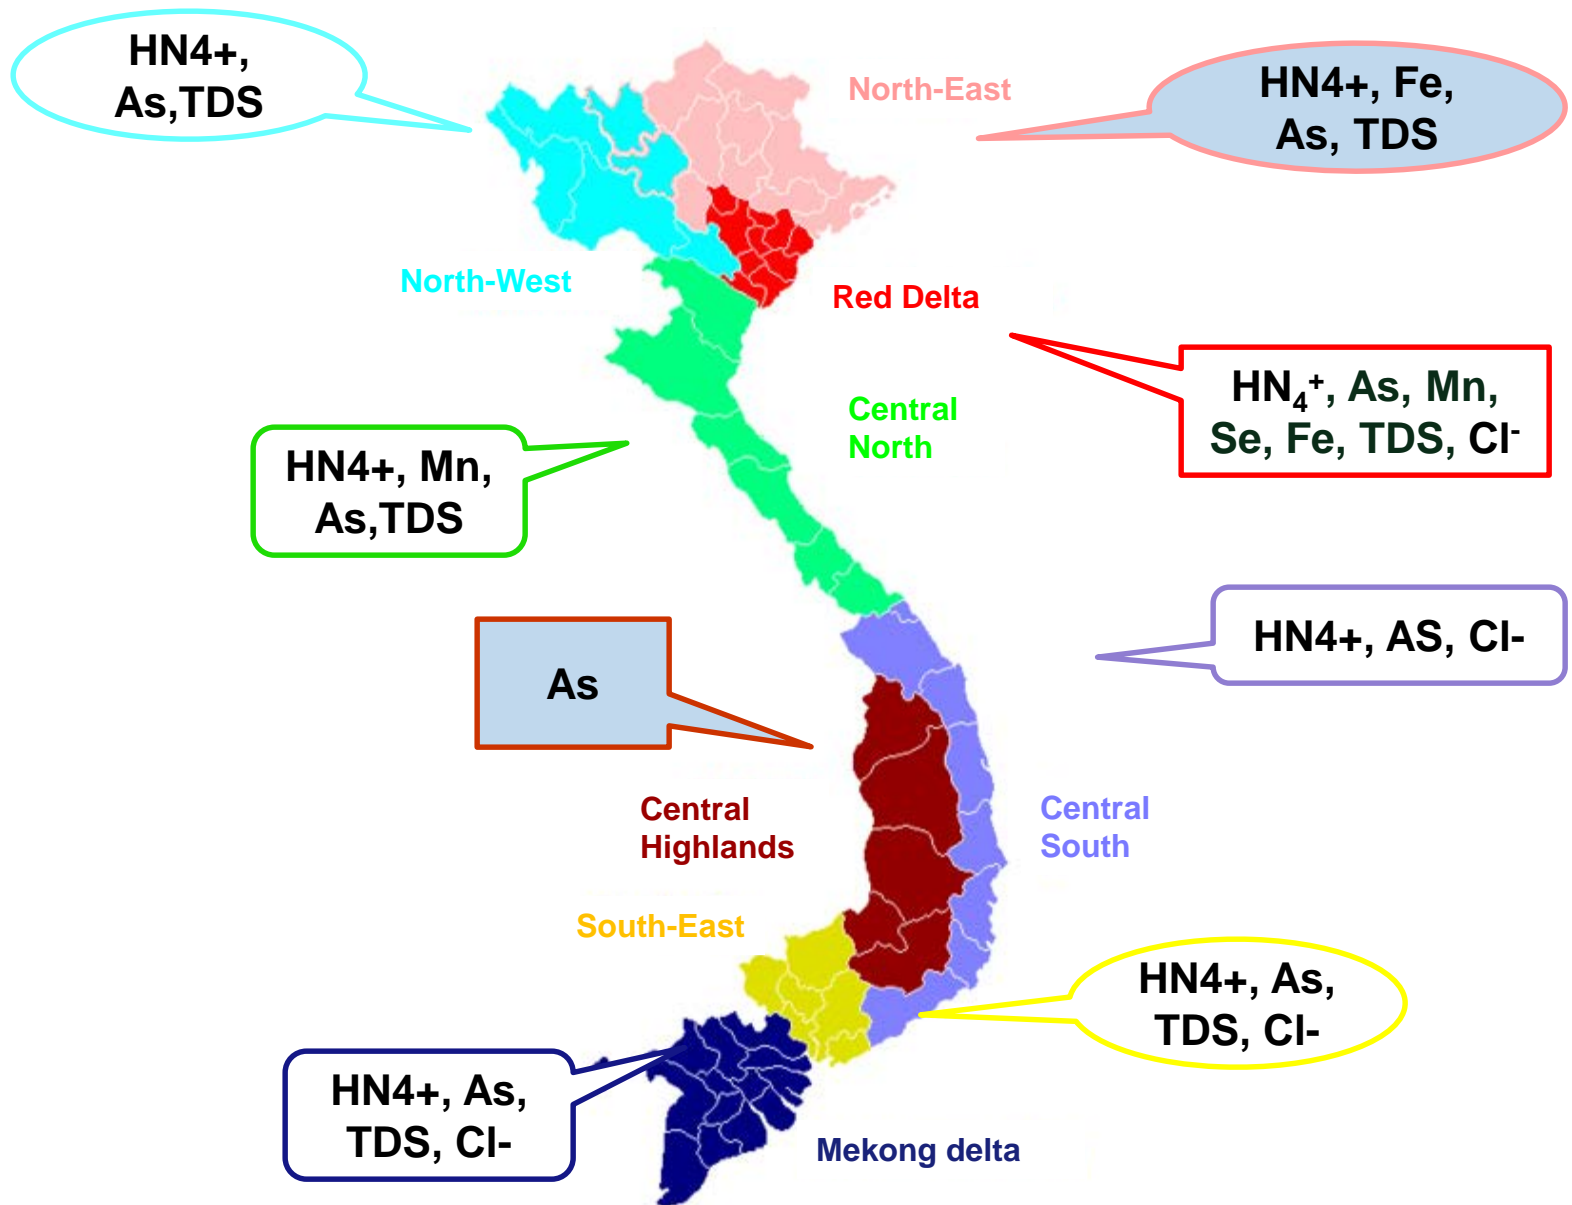 HN4+,
As,TDS
North-East
HN4+, Fe,
As, TDS
North-West
Red Delta
HN₄⁺, As, Mn,
Se, Fe, TDS, Cl⁻
Central
North
HN4+, Mn,
As,TDS
HN4+, AS, Cl-
As
Central
Highlands
Central
South
South-East
HN4+, As,
TDS, Cl-
HN4+, As,
TDS, Cl-
Mekong delta